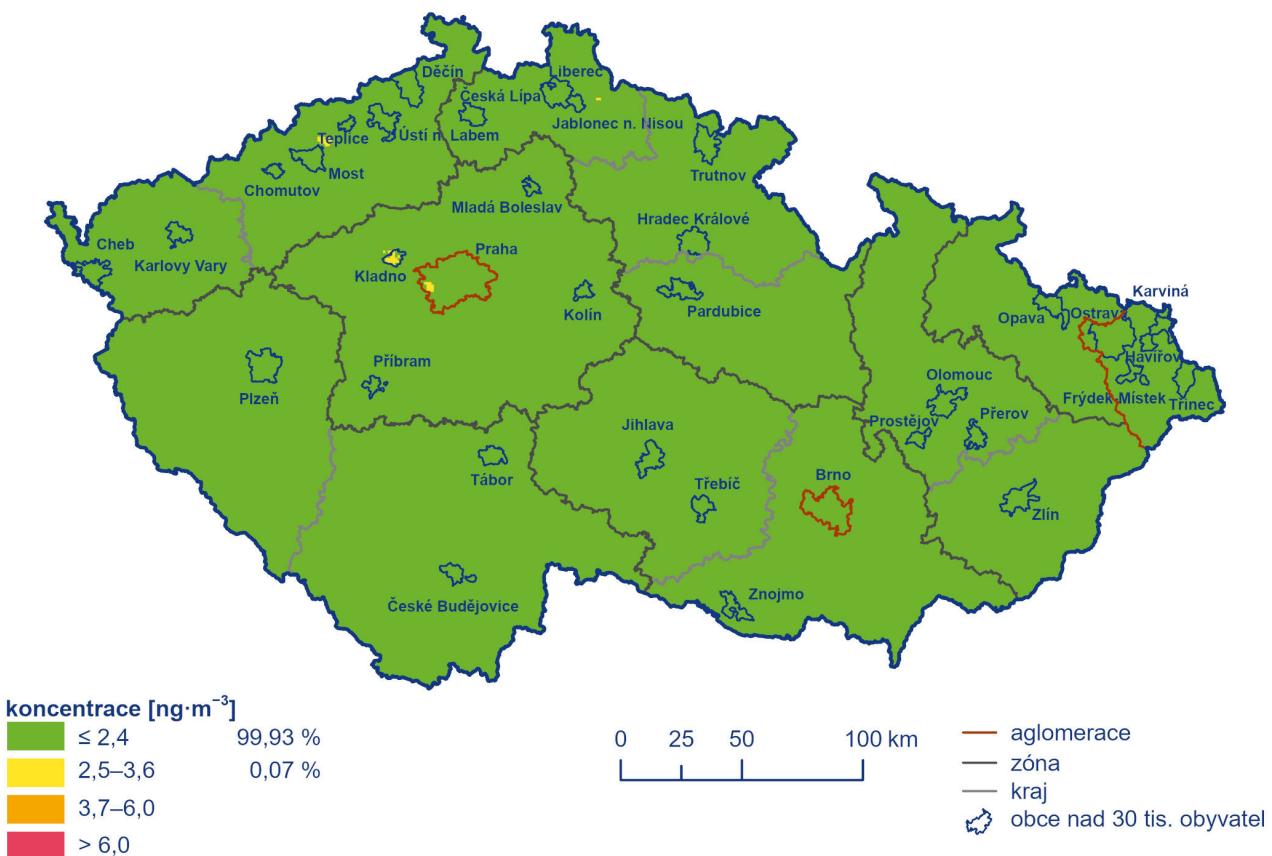 Děčín
Liberec
Česká Lípa
Jablonec n. Nisou
Teplice
Ústí n. Labem
Most
Chomutov
Trutnov
Mladá Boleslav
Hradec Králové
Cheb
Karlovy Vary
Kladno
Praha
Kolín
Pardubice
Karviná
Opava
Ostrava
Havířov
Příbram
Plzeň
Olomouc
Frýdek Místek
Třinec
Prostějov
Přerov
Jihlava
Tábor
Třebíč
Brno
Zlín
České Budějovice
Znojmo
koncentrace [ng·m⁻³]
≤ 2,4 99,93 %
2,5–3,6 0,07 %
3,7–6,0
> 6,0
0 25 50 100 km
aglomerace
zóna
kraj
obce nad 30 tis. obyvatel